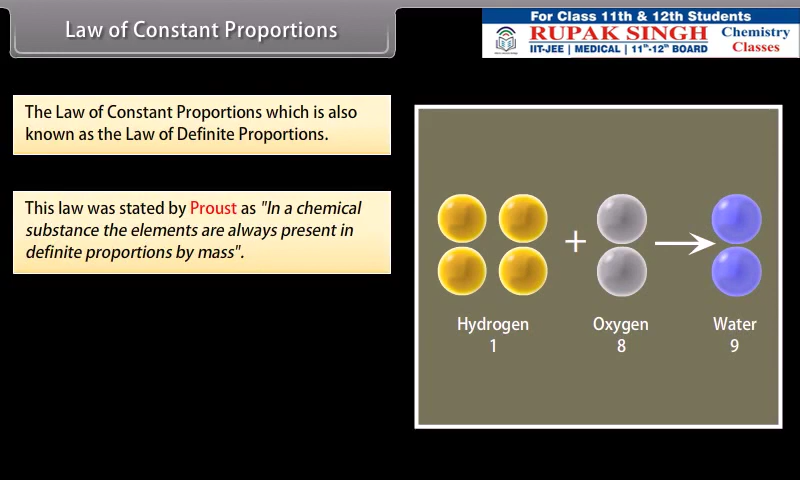 Law of Constant Proportions
For Class 11th & 12th Students
RUPAK SINGH
IIT-JEE | MEDICAL | 11th-12th BOARD
Chemistry
Classes
The Law of Constant Proportions which is also
known as the Law of Definite Proportions.
This law was stated by Proust as "In a chemical
substance the elements are always present in
definite proportions by mass".
+
Hydrogen
1
Oxygen
8
Water
9